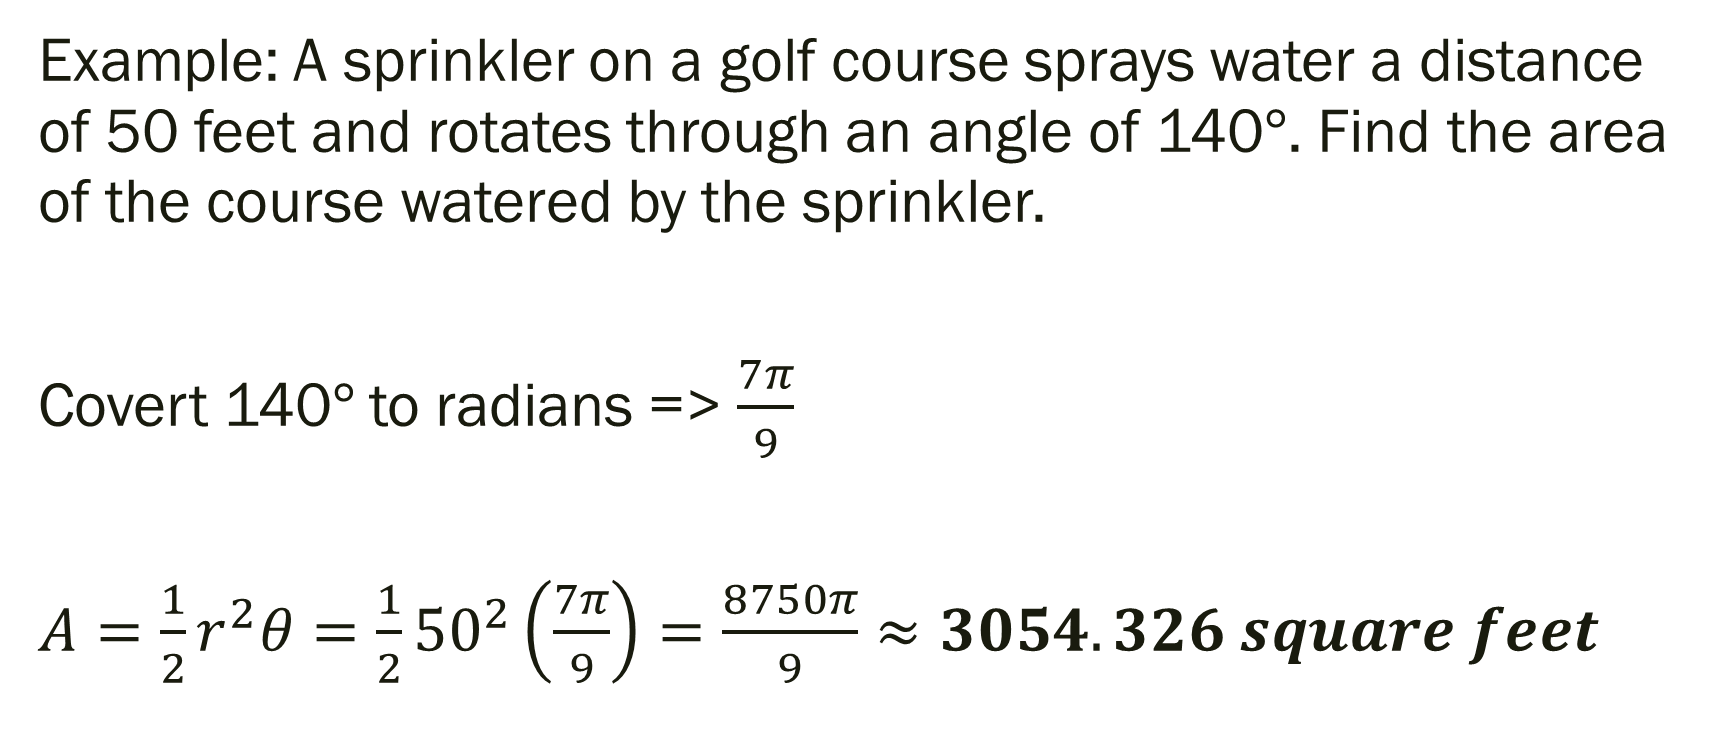 Example: A sprinkler on a golf course sprays water a distance
of 50 feet and rotates through an angle of 140°. Find the area
of the course watered by the sprinkler.
Covert 140° to radians => 7π/9
A = 1/2 r²θ = 1/2 50² (7π/9) = 8750π/9 ≈ 3054.326 square feet